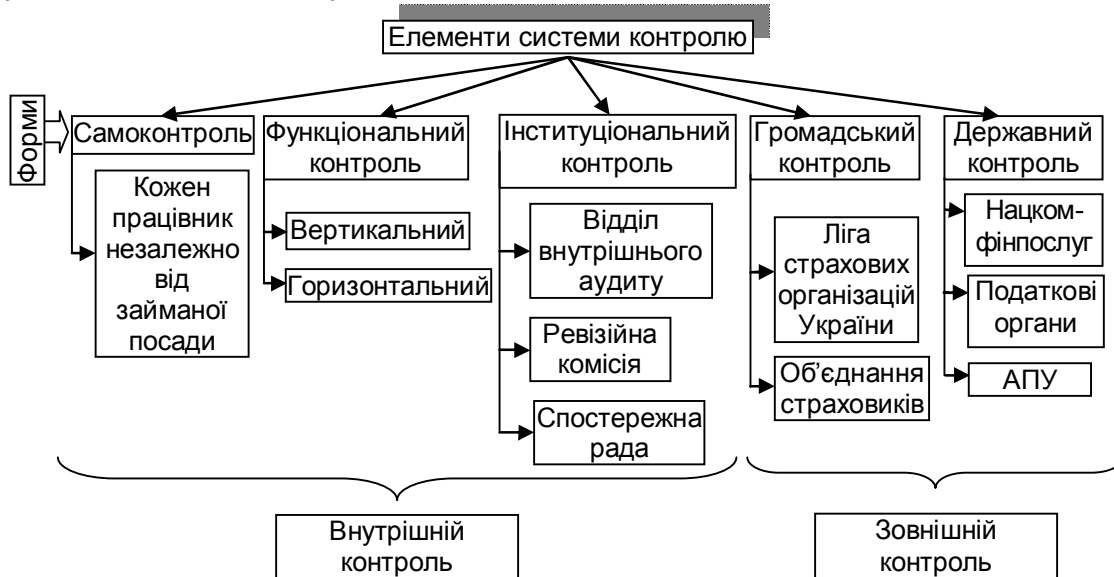 Елементи системи контролю
Форми
Самоконтроль
Кожен
працівник
незалежно
від
займаної
посади
Функціональний
контроль
Вертикальний
Горизонтальний
Інституціональний
контроль
Відділ
внутрішнього
аудиту
Ревізійна
комісія
Спостережна
рада
Громадський
контроль
Ліга
страхових
організацій
України
Об’єднання
страховиків
Державний
контроль
Нацком-
фінпослуг
Податкові
органи
АПУ
Внутрішній
контроль
Зовнішній
контроль